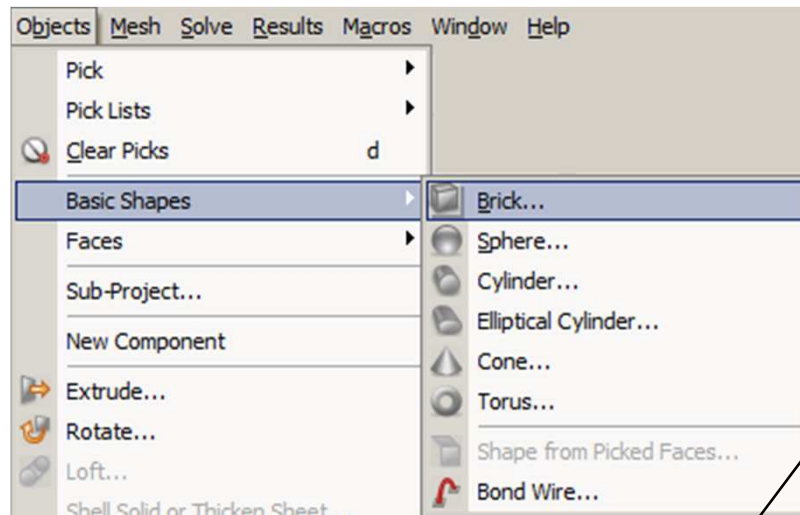 Objects Mesh Solve Results Macros Window Help
Pick
Pick Lists
Clear Picks d
Basic Shapes
Faces
Sub-Project...
New Component
Extrude...
Rotate...
Loft...
Shell Solid or Thicken Sheet...
Brick...
Sphere...
Cylinder...
Elliptical Cylinder...
Cone...
Torus...
Shape from Picked Faces...
Bond Wire...